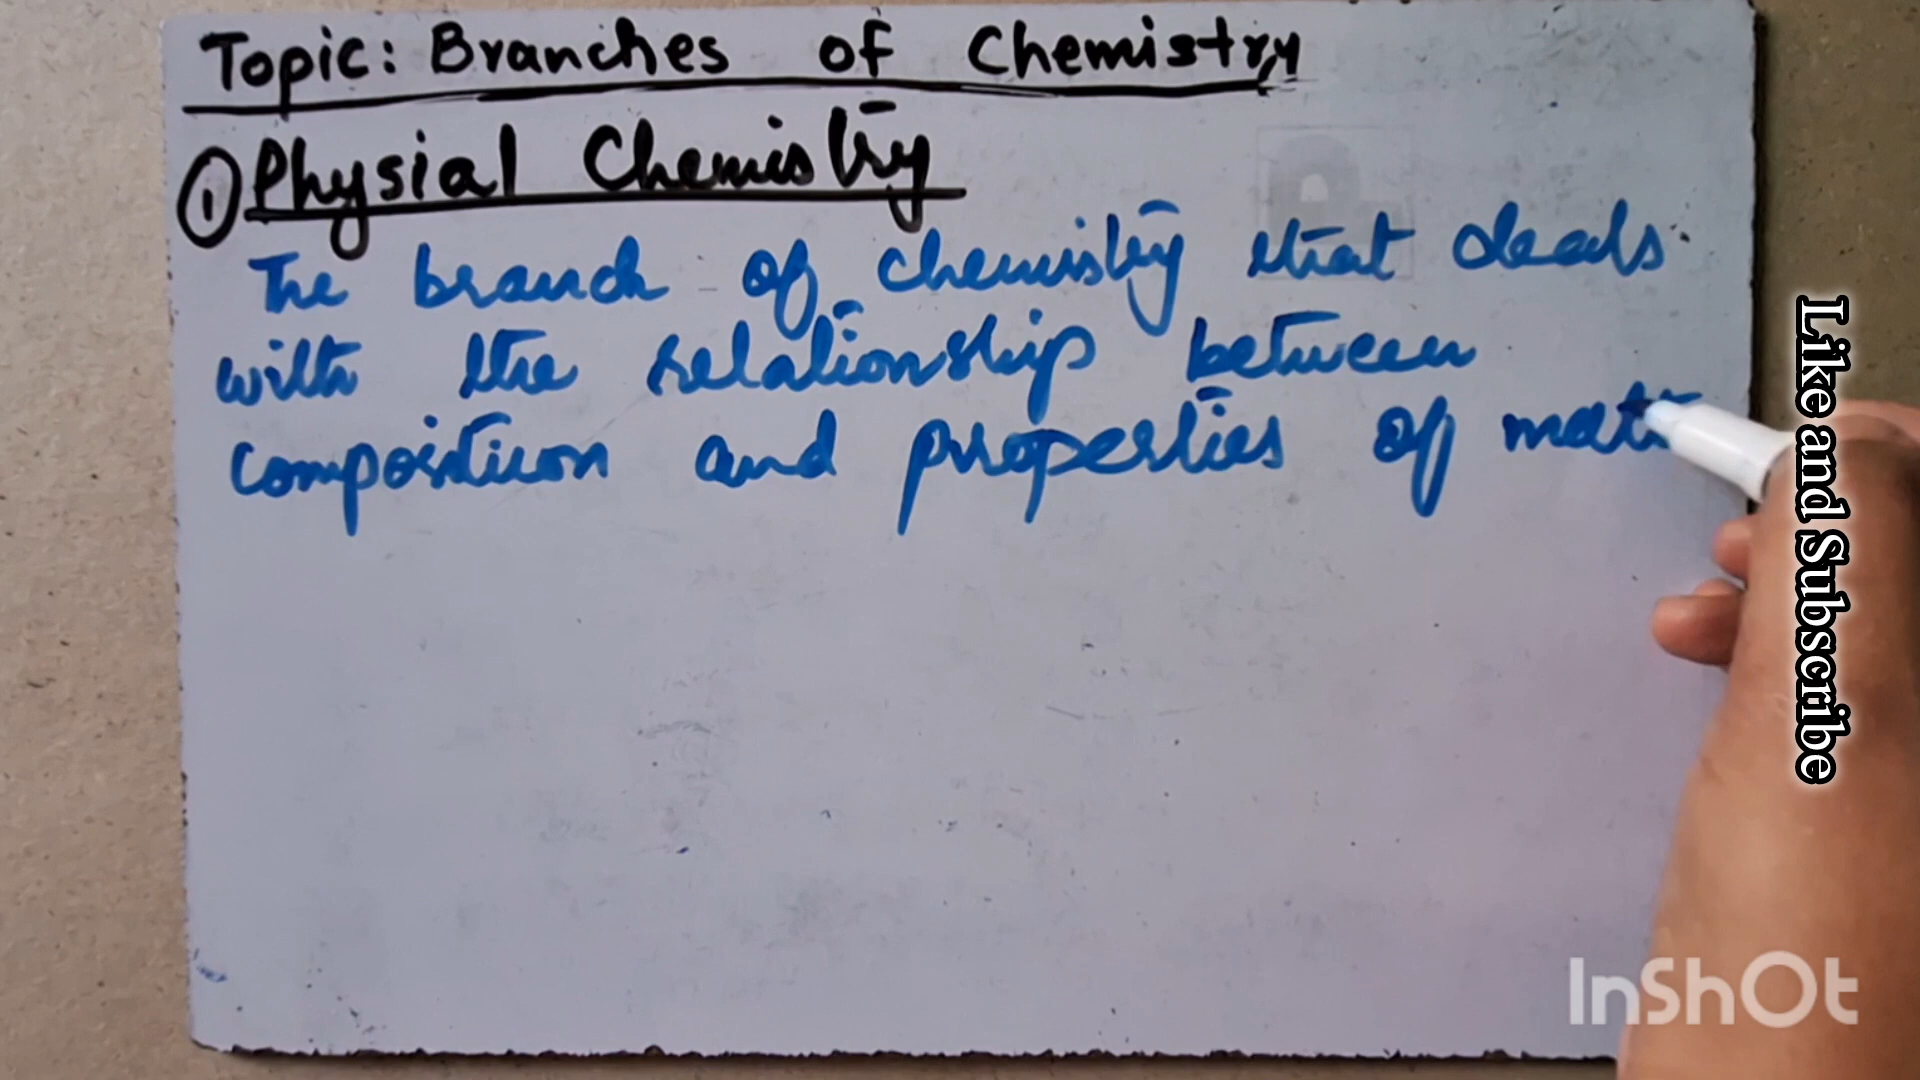 Topic: Branches of Chemistry
① Physial Chemistry
The branch of chemistry that deals
with the relationship between
composition and properties of matt
Like and Subscribe
InShOt